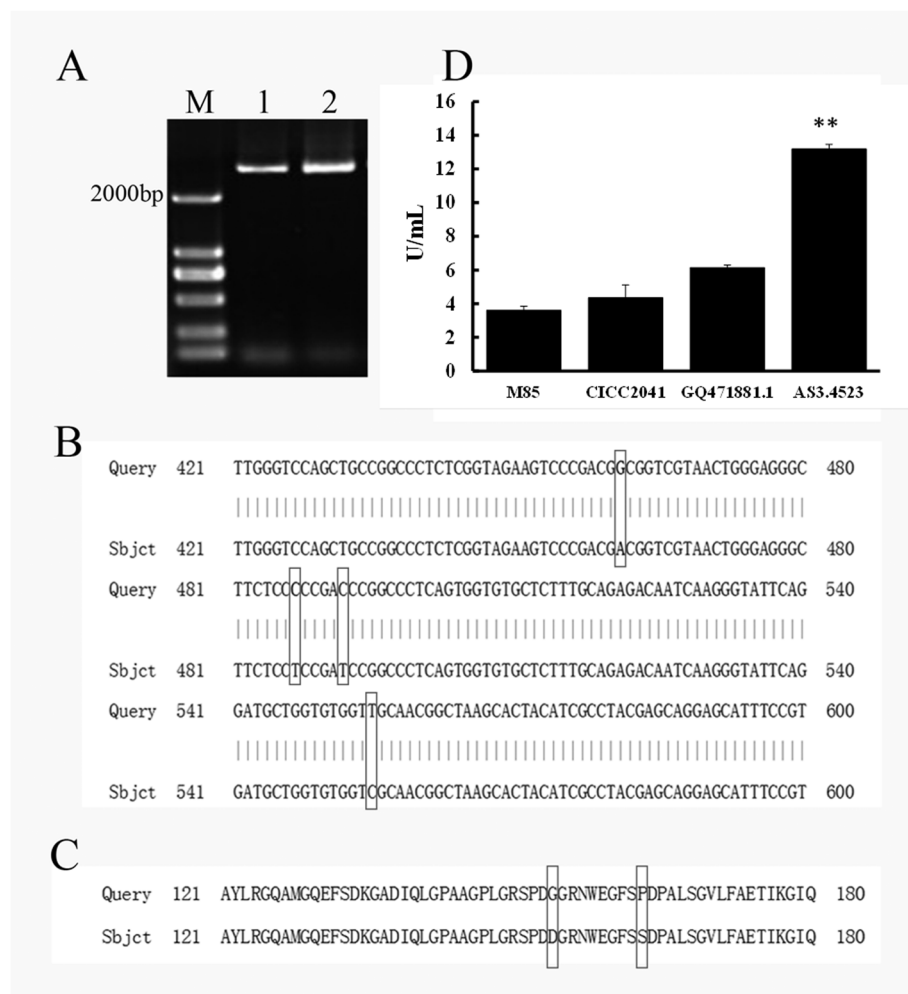 A
M 1 2
2000bp
D
16
14
12
10
8
6
4
2
0
U/mL
**
M85 CICC2041 GQ471881.1 AS3.4523
B
Query 421 TTGGGTCCAGCTGCCGGCCCTCTCGGTAGAAGTCCCGACGGCGGTCGTAACTGGGAGGGC 480
Sbjct 421 TTGGGTCCAGCTGCCGGCCCTCTCGGTAGAAGTCCCGACGACGGTCGTAACTGGGAGGGC 480
Query 481 TTCTCCCCCGACCCGGCCCTCAGTGGTGTGCTCTTTGCAGAGACAATCAAGGGTATTCAG 540
Sbjct 481 TTCTCCTCCGATCCGGCCCTCAGTGGTGTGCTCTTTGCAGAGACAATCAAGGGTATTCAG 540
Query 541 GATGCTGGTGTGGTTGCAACGGCTAAGCACTACATCGCCTACGAGCAGGAGCATTTCCGT 600
Sbjct 541 GATGCTGGTGTGGTCGCAACGGCTAAGCACTACATCGCCTACGAGCAGGAGCATTTCCGT 600
C
Query 121 AYLRGQAMGQEFSDKGADIQLGPAAGPLGRSPDGGRNWEGFSPDPALSGVLFAETIKGIQ 180
Sbjct 121 AYLRGQAMGQEFSDKGADIQLGPAAGPLGRSPDDGRNWEGFSSDPALSGVLFAETIKGIQ 180